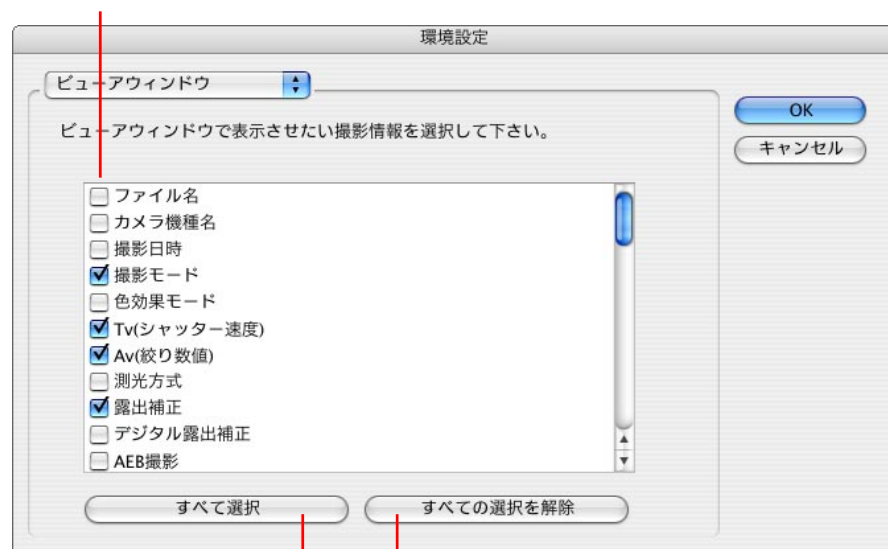 環境設定
ビューアウィンドウ
OK
ビューアウィンドウで表示させたい撮影情報を選択して下さい。
キャンセル
ファイル名
カメラ機種名
撮影日時
撮影モード
色効果モード
Tv(シャッター速度)
Av(絞り数値)
測光方式
露出補正
デジタル露出補正
AEB撮影
すべて選択
すべての選択を解除